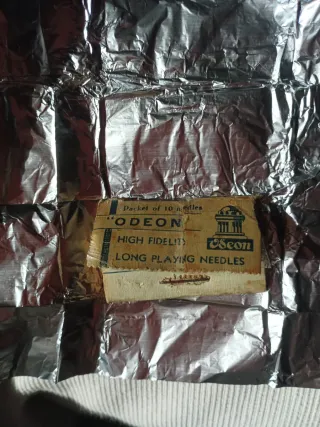 Packet of 10 needles
"ODEON"
HIGH FIDELITY
Odeon
LONG PLAYING NEEDLES